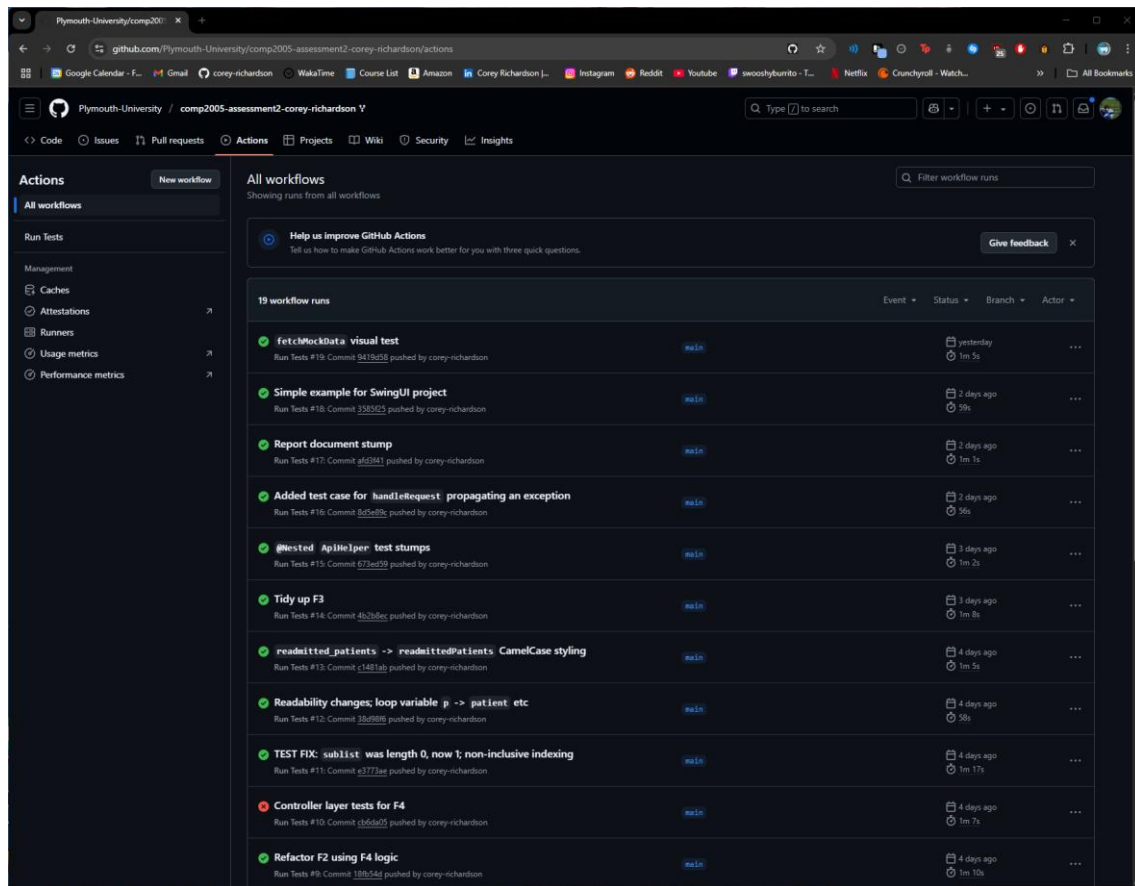 Plymouth-University/comp200
github.com/Plymouth-University/comp2005-assessment2-corey-richardson/actions
25
Google Calendar - F... Gmail corey-richardson WakaTime Course List Amazon Corey Richardson |... Instagram Reddit Youtube swooshyburrito - T... Netflix Crunchyroll - Watch... » All Bookmarks
Plymouth-University / comp2005-assessment2-corey-richardson
Type / to search
Code Issues Pull requests Actions Projects Wiki Security Insights
Actions
New workflow
All workflows
Run Tests
Management
Caches
Attestations
Runners
Usage metrics
Performance metrics
All workflows
Showing runs from all workflows
Filter workflow runs
Help us improve GitHub Actions
Tell us how to make GitHub Actions work better for you with three quick questions.
Give feedback
19 workflow runs
Event Status Branch Actor
fetchMockData visual test
Run Tests #19: Commit 9419d58 pushed by corey-richardson
main
yesterday
1m 5s
Simple example for SwingUI project
Run Tests #18: Commit 3585f25 pushed by corey-richardson
main
2 days ago
59s
Report document stump
Run Tests #17: Commit afd3f41 pushed by corey-richardson
main
2 days ago
1m 1s
Added test case for handleRequest propagating an exception
Run Tests #16: Commit 8d5e89c pushed by corey-richardson
main
2 days ago
56s
@Nested ApiHelper test stumps
Run Tests #15: Commit 673ed59 pushed by corey-richardson
main
3 days ago
1m 2s
Tidy up F3
Run Tests #14: Commit 4b2b8ec pushed by corey-richardson
main
3 days ago
1m 8s
readmitted_patients -> readmittedPatients CamelCase styling
Run Tests #13: Commit c1481ab pushed by corey-richardson
main
4 days ago
1m 5s
Readability changes; loop variable p -> patient etc
Run Tests #12: Commit 38d98f6 pushed by corey-richardson
main
4 days ago
58s
TEST FIX: sublist was length 0, now 1; non-inclusive indexing
Run Tests #11: Commit e3773ae pushed by corey-richardson
main
4 days ago
1m 17s
Controller layer tests for F4
Run Tests #10: Commit cb6da05 pushed by corey-richardson
main
4 days ago
1m 7s
Refactor F2 using F4 logic
Run Tests #9: Commit 18fb54d pushed by corey-richardson
main
4 days ago
1m 10s